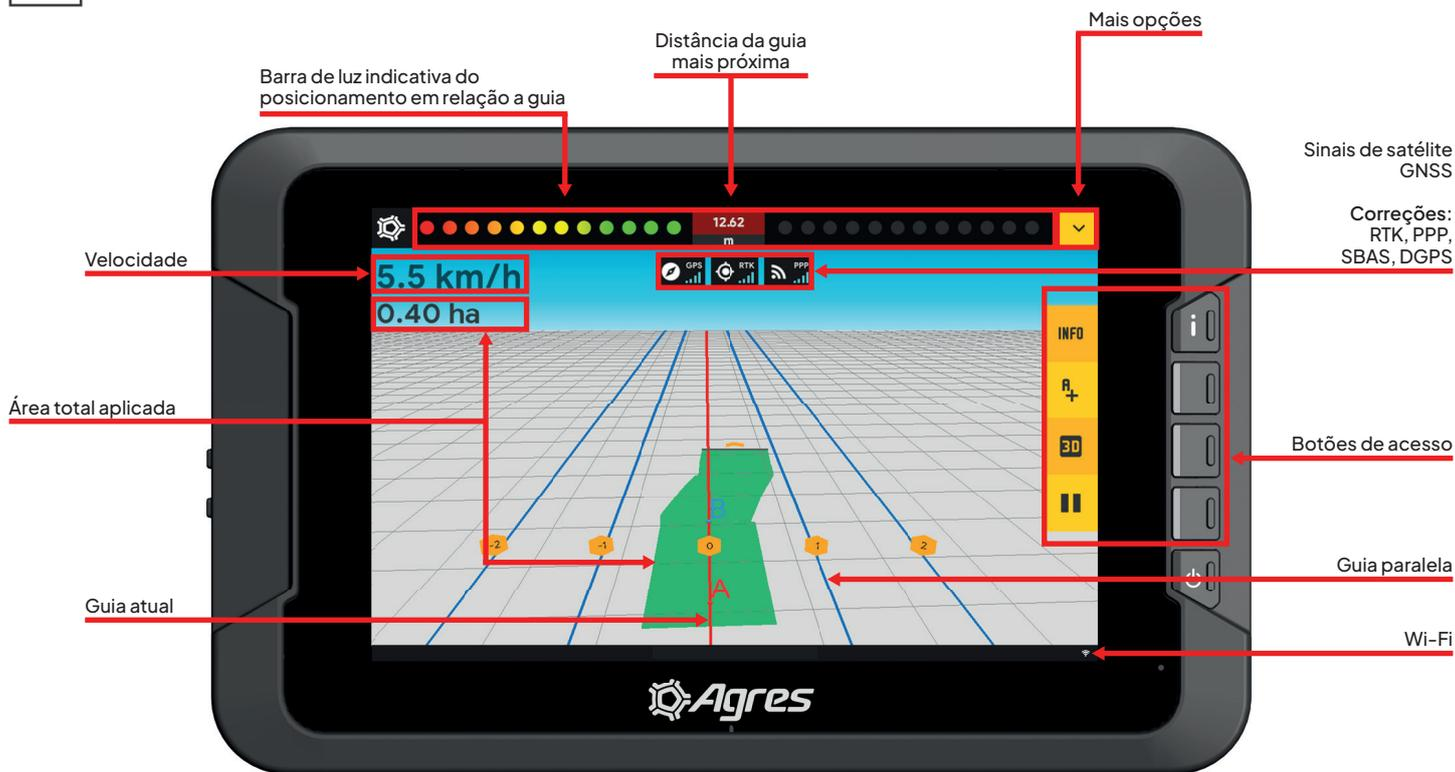 Mais opções
Distância da guia
mais próxima
Barra de luz indicativa do
posicionamento em relação a guia
Sinais de satélite
GNSS
Correções:
RTK, PPP,
SBAS, DGPS
12.62
m
Velocidade
5.5 km/h
GPS
RTK
PPP
0.40 ha
i
INFO
A+
3D
Área total aplicada
Botões de acesso
B
-2
-1
0
1
2
A
Guia paralela
Guia atual
Wi-Fi
Agres